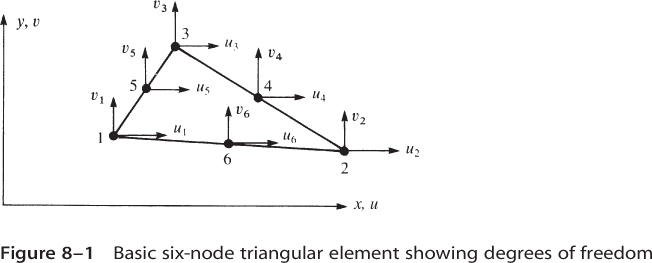 y, v
v3
3
u3
v5
v4
5
u5
4
u4
v1
v6
v2
1
u1
u6
6
2
u2
x, u
Figure 8–1 Basic six-node triangular element showing degrees of freedom